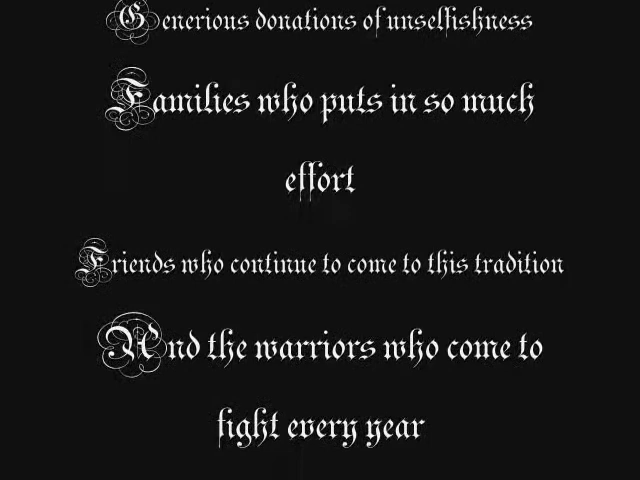 Generious donations of unselfishness
Families who puts in so much
effort
Friends who continue to come to this tradition
And the warriors who come to
fight every year